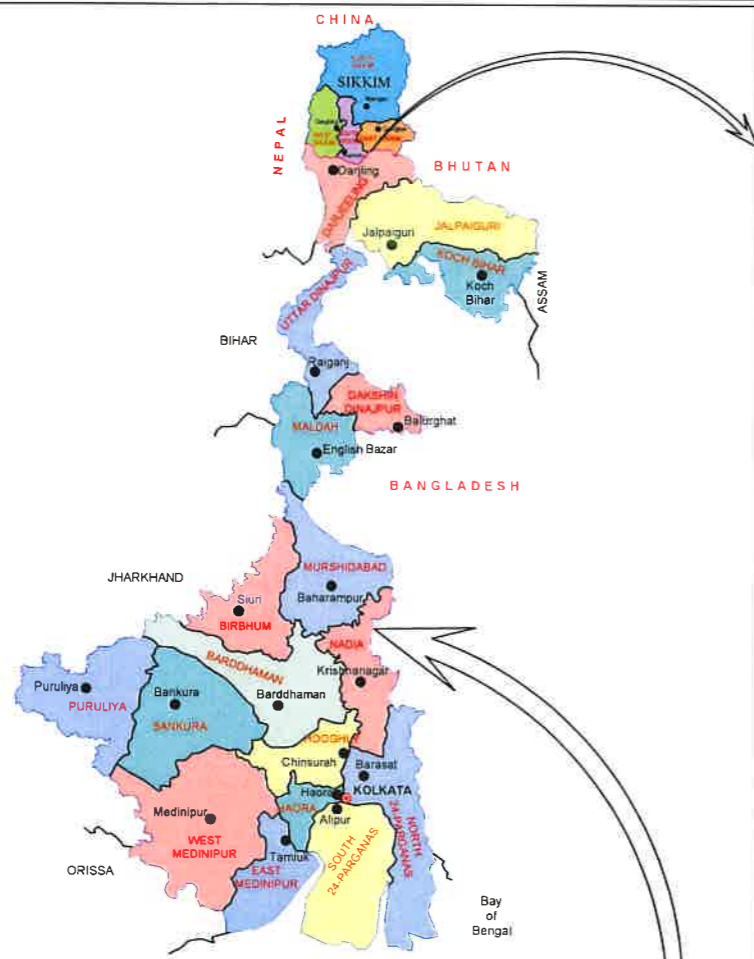 CHINA
SIKKIM
NEPAL
BHUTAN
Darjling
DARJEELING
JALPAIGURI
Jalpaiguri
KOCH BIHAR
Koch
Bihar
ASSAM
UTTAR DINAJPUR
BIHAR
Raiganj
DAKSHIN
DINAJPUR
Balurghat
MALDAH
English Bazar
BANGLADESH
MURSHIDABAD
JHARKHAND
Baharampur
Siuri
BIRBHUM
NADIA
BARDDHAMAN
Krishnanagar
Puruliya
PURULIYA
Bankura
Barddhaman
SANKURA
HOOGHLY
Chinsurah
Barasat
Haora
KOLKATA
HAORA
Alipur
Medinipur
WEST
MEDINIPUR
Tamluk
EAST
MEDINIPUR
SOUTH
24-PARGANAS
NORTH
24-PARGANAS
ORISSA
Bay
of
Bengal